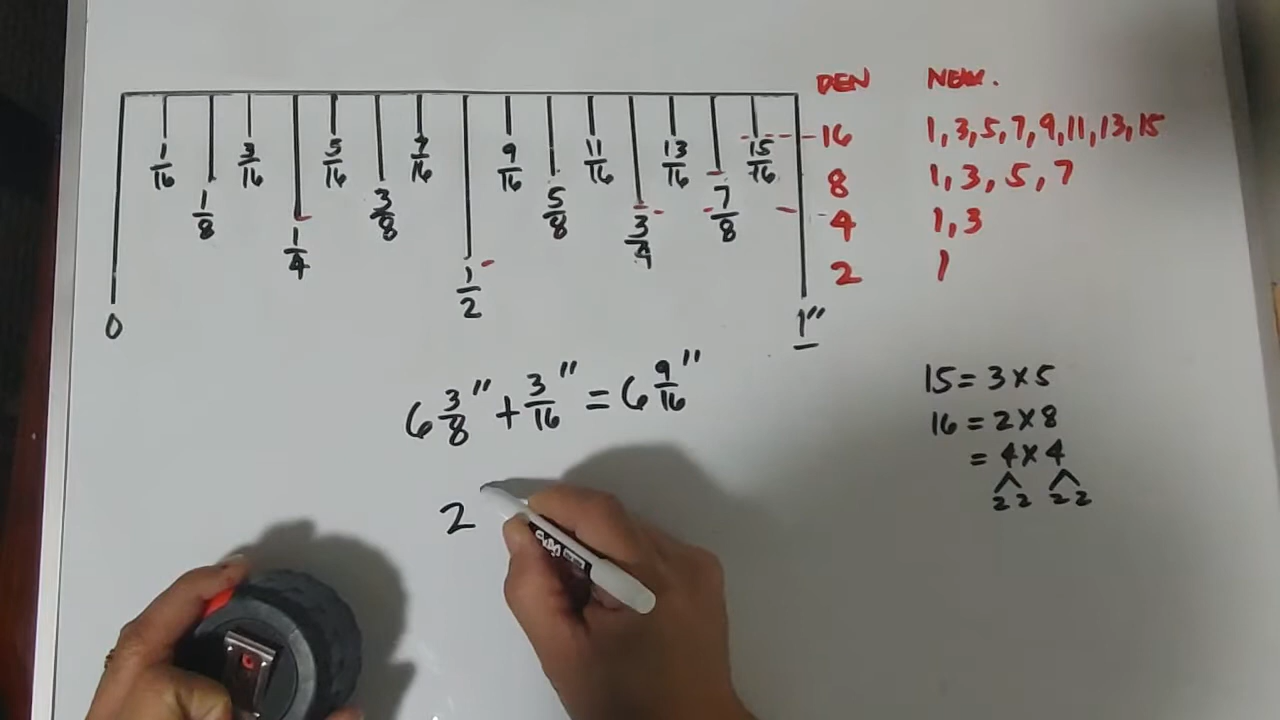 DEN NUM.
16 1, 3, 5, 7, 9, 11, 13, 15
8 1, 3, 5, 7
4 1, 3
2 1
1/16 3/16 5/16 7/16 9/16 11/16 13/16 15/16
1/8 3/8 5/8 7/8
1/4 3/4
1/2
0 1"
6 3/8" + 3/16" = 6 9/16"
2
15 = 3 × 5
16 = 2 × 8
= 4 × 4
2 2 2 2